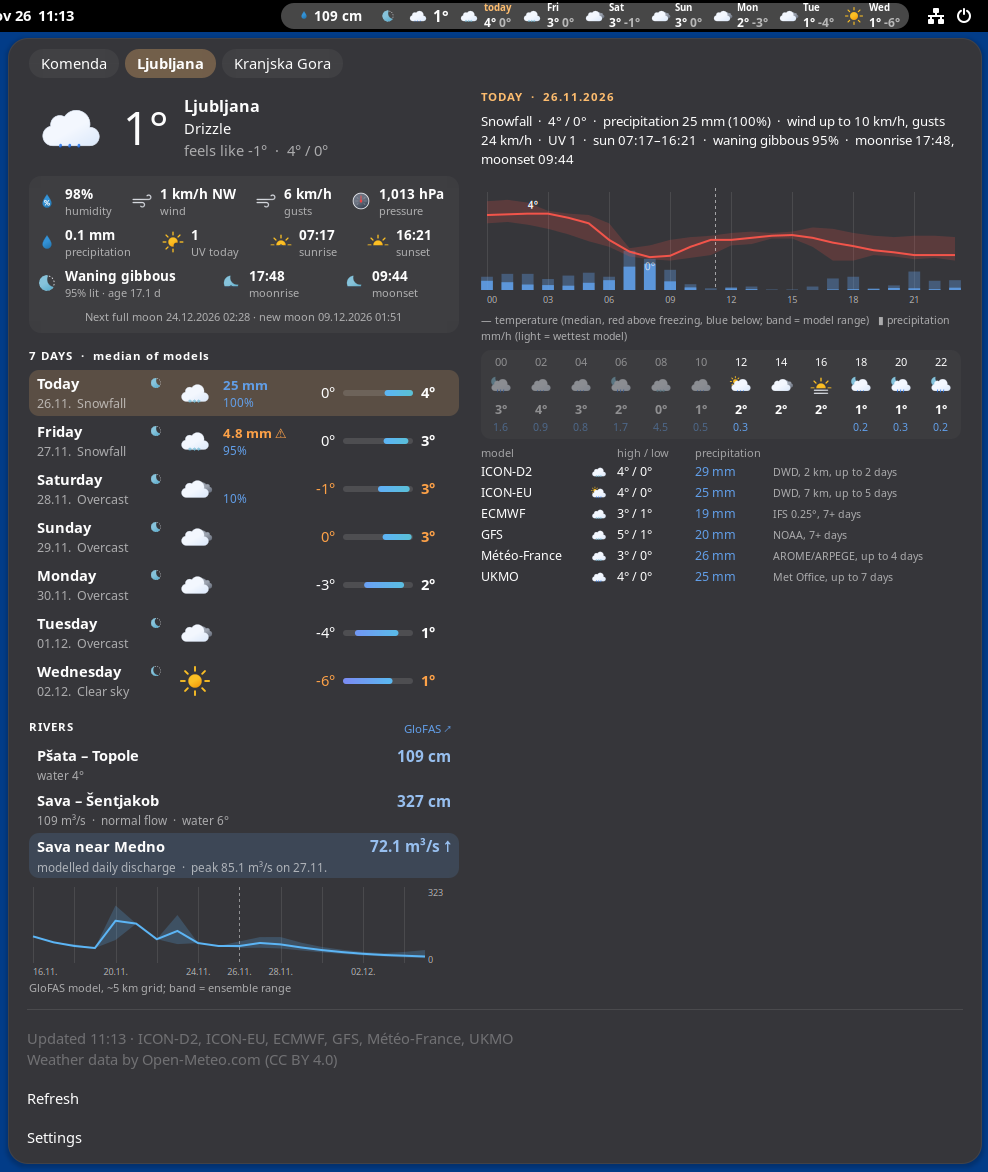 ov 26 11:13
109 cm 1° today 4° 0° Fri 3° -1° Sat 3° -1° Sun 3° 0° Mon 2° -3° Tue 1° -4° Wed 1° -6°
Komenda Ljubljana Kranjska Gora
1°
Ljubljana
Drizzle
feels like -1° · 4° / 0°
98% 1 km/h NW 6 km/h 1,013 hPa
humidity wind gusts pressure
0.1 mm 1 07:17 16:21
precipitation UV today sunrise sunset
Waning gibbous 17:48 09:44
95% lit · age 17.1 d moonrise moonset
Next full moon 24.12.2026 02:28 · new moon 09.12.2026 01:51
7 DAYS · median of models
Today 25 mm 0° 4°
26.11. Snowfall 100%
Friday 4.8 mm ⚠ 0° 3°
27.11. Snowfall 95%
Saturday -1° 3°
28.11. Overcast 10%
Sunday 0° 3°
29.11. Overcast
Monday -3° 2°
30.11. Overcast
Tuesday -4° 1°
01.12. Overcast
Wednesday -6° 1°
02.12. Clear sky
RIVERS GloFAS ↗
Pšata – Topole 109 cm
water 4°
Sava – Šentjakob 327 cm
109 m³/s · normal flow · water 6°
Sava near Medno 72.1 m³/s ↑
modelled daily discharge · peak 85.1 m³/s on 27.11.
323
0
16.11. 20.11. 24.11. 26.11. 28.11. 02.12.
GloFAS model, ~5 km grid; band = ensemble range
TODAY · 26.11.2026
Snowfall · 4° / 0° · precipitation 25 mm (100%) · wind up to 10 km/h, gusts
24 km/h · UV 1 · sun 07:17–16:21 · waning gibbous 95% · moonrise 17:48,
moonset 09:44
4°
0°
00 03 06 09 12 15 18 21
— temperature (median, red above freezing, blue below; band = model range) ▮ precipitation
mm/h (light = wettest model)
00 02 04 06 08 10 12 14 16 18 20 22
3° 4° 3° 2° 0° 1° 2° 2° 2° 1° 1° 1°
1.6 0.9 0.8 1.7 4.5 0.5 0.3 0.2 0.3 0.2
model high / low precipitation
ICON-D2 4° / 0° 29 mm DWD, 2 km, up to 2 days
ICON-EU 4° / 0° 25 mm DWD, 7 km, up to 5 days
ECMWF 3° / 1° 19 mm IFS 0.25°, 7+ days
GFS 5° / 1° 20 mm NOAA, 7+ days
Météo-France 3° / 0° 26 mm AROME/ARPEGE, up to 4 days
UKMO 4° / 0° 25 mm Met Office, up to 7 days
Updated 11:13 · ICON-D2, ICON-EU, ECMWF, GFS, Météo-France, UKMO
Weather data by Open-Meteo.com (CC BY 4.0)
Refresh
Settings